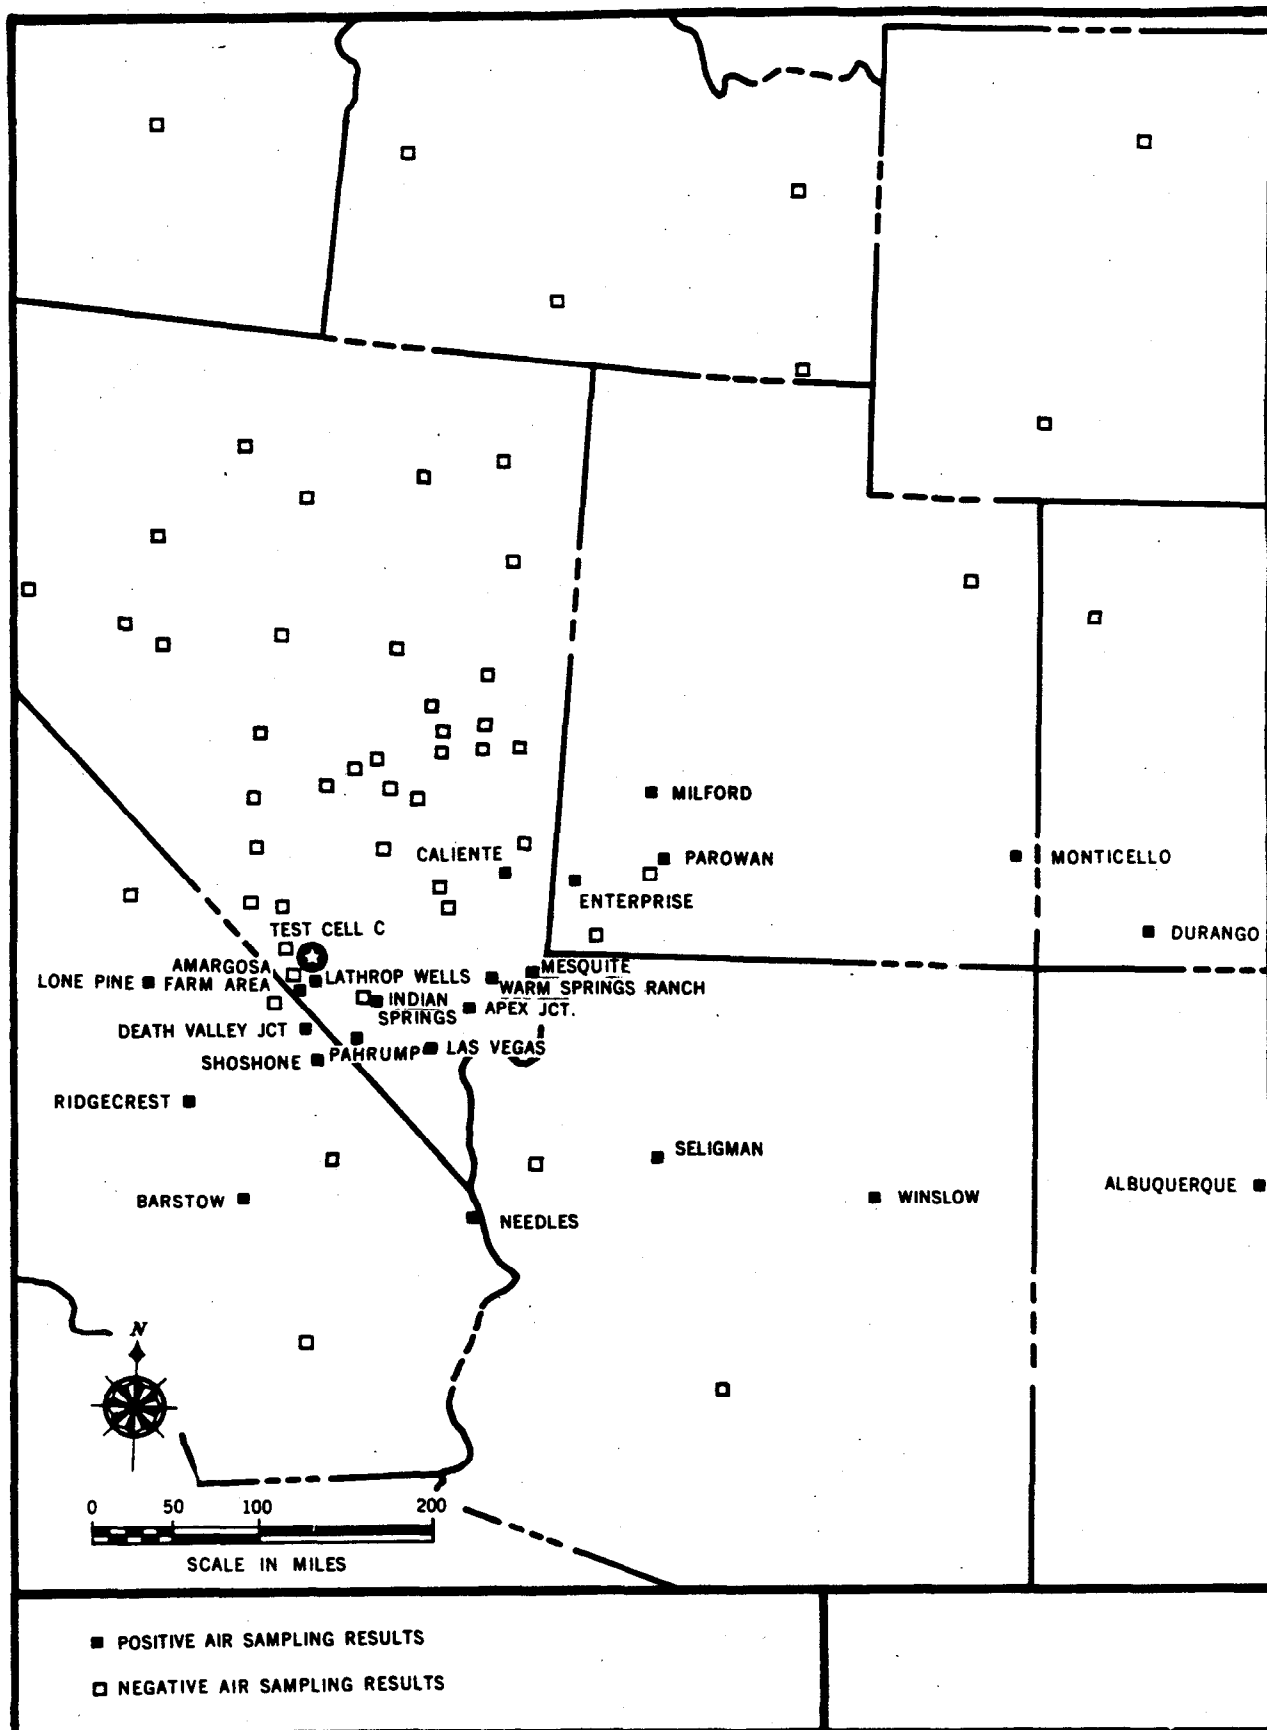 MILFORD
CALIENTE
PAROWAN
MONTICELLO
ENTERPRISE
TEST CELL C
DURANGO
AMARGOSA
FARM AREA
LONE PINE
LATHROP WELLS
MESQUITE
WARM SPRINGS RANCH
INDIAN
SPRINGS
APEX JCT.
DEATH VALLEY JCT
PAHRUMP
LAS VEGAS
SHOSHONE
RIDGECREST
SELIGMAN
ALBUQUERQUE
BARSTOW
WINSLOW
NEEDLES
N
0 50 100 200
SCALE IN MILES
POSITIVE AIR SAMPLING RESULTS
NEGATIVE AIR SAMPLING RESULTS